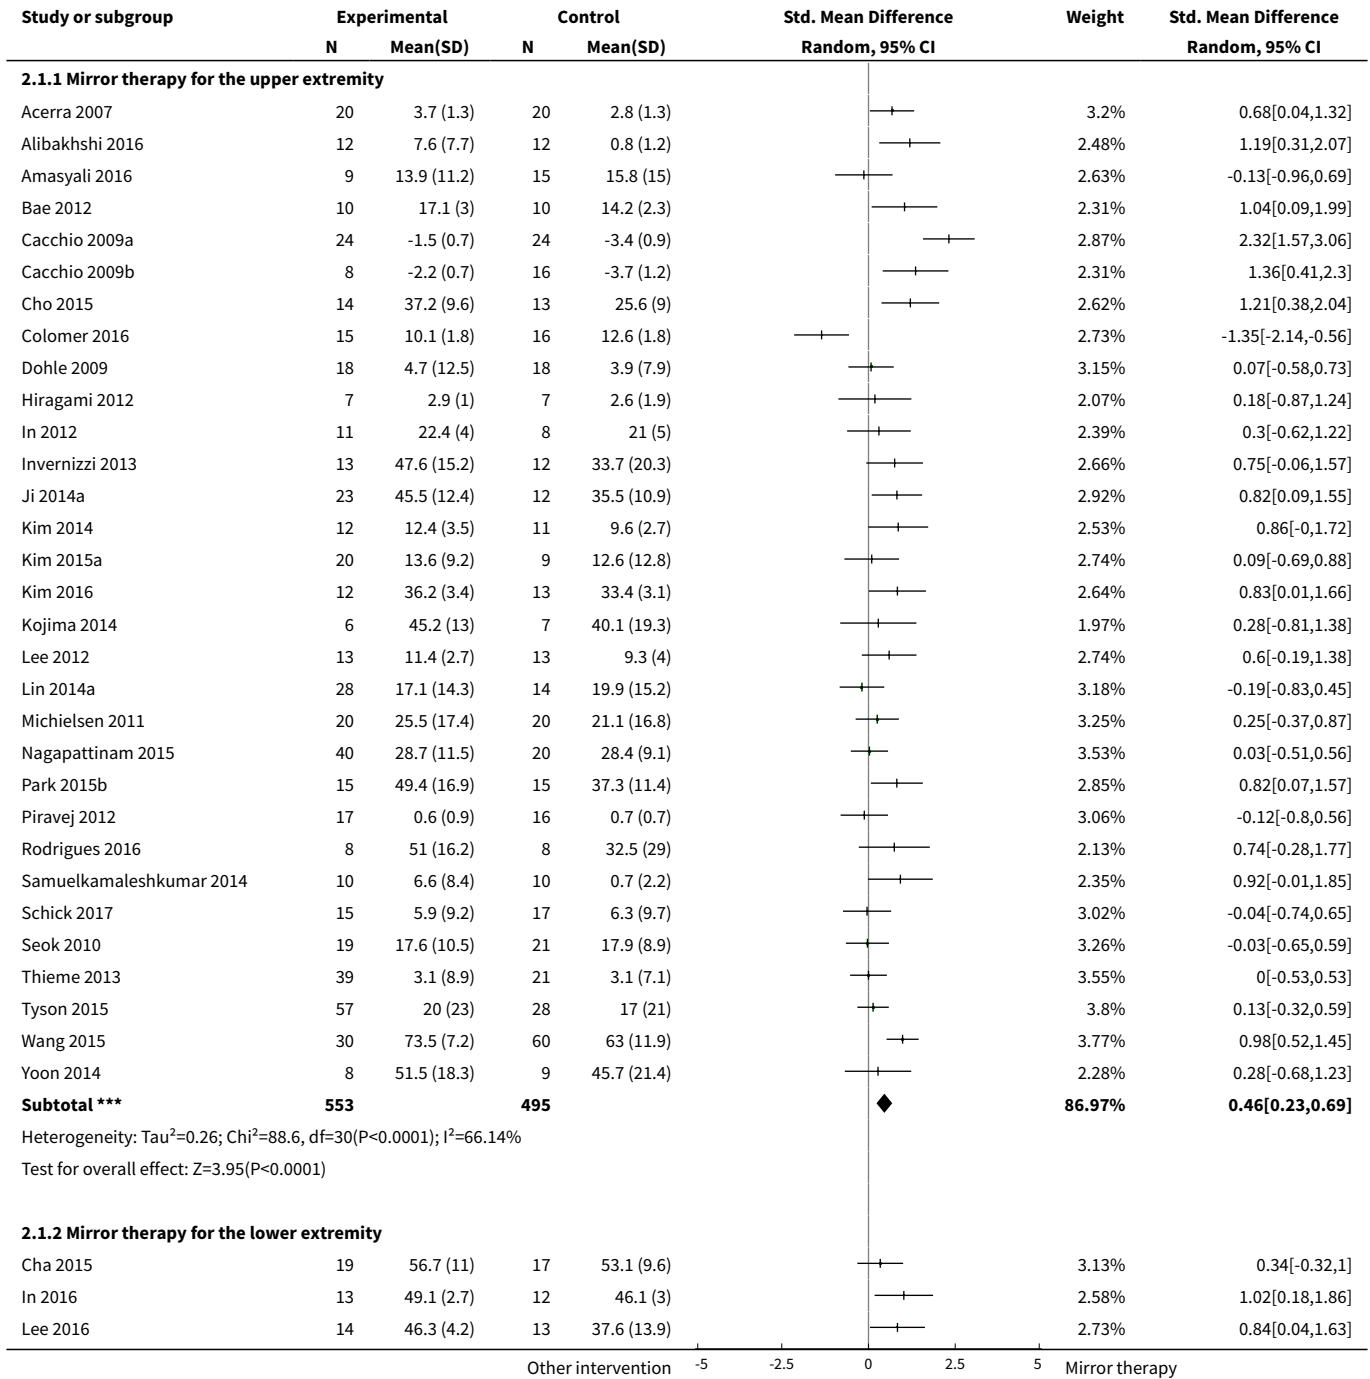 Study or subgroup Experimental Control Std. Mean Difference Weight Std. Mean Difference
N Mean(SD) N Mean(SD) Random, 95% CI Random, 95% CI
2.1.1 Mirror therapy for the upper extremity
Acerra 2007 20 3.7 (1.3) 20 2.8 (1.3) 3.2% 0.68[0.04,1.32]
Alibakhshi 2016 12 7.6 (7.7) 12 0.8 (1.2) 2.48% 1.19[0.31,2.07]
Amasyali 2016 9 13.9 (11.2) 15 15.8 (15) 2.63% -0.13[-0.96,0.69]
Bae 2012 10 17.1 (3) 10 14.2 (2.3) 2.31% 1.04[0.09,1.99]
Cacchio 2009a 24 -1.5 (0.7) 24 -3.4 (0.9) 2.87% 2.32[1.57,3.06]
Cacchio 2009b 8 -2.2 (0.7) 16 -3.7 (1.2) 2.31% 1.36[0.41,2.3]
Cho 2015 14 37.2 (9.6) 13 25.6 (9) 2.62% 1.21[0.38,2.04]
Colomer 2016 15 10.1 (1.8) 16 12.6 (1.8) 2.73% -1.35[-2.14,-0.56]
Dohle 2009 18 4.7 (12.5) 18 3.9 (7.9) 3.15% 0.07[-0.58,0.73]
Hiragami 2012 7 2.9 (1) 7 2.6 (1.9) 2.07% 0.18[-0.87,1.24]
In 2012 11 22.4 (4) 8 21 (5) 2.39% 0.3[-0.62,1.22]
Invernizzi 2013 13 47.6 (15.2) 12 33.7 (20.3) 2.66% 0.75[-0.06,1.57]
Ji 2014a 23 45.5 (12.4) 12 35.5 (10.9) 2.92% 0.82[0.09,1.55]
Kim 2014 12 12.4 (3.5) 11 9.6 (2.7) 2.53% 0.86[-0,1.72]
Kim 2015a 20 13.6 (9.2) 9 12.6 (12.8) 2.74% 0.09[-0.69,0.88]
Kim 2016 12 36.2 (3.4) 13 33.4 (3.1) 2.64% 0.83[0.01,1.66]
Kojima 2014 6 45.2 (13) 7 40.1 (19.3) 1.97% 0.28[-0.81,1.38]
Lee 2012 13 11.4 (2.7) 13 9.3 (4) 2.74% 0.6[-0.19,1.38]
Lin 2014a 28 17.1 (14.3) 14 19.9 (15.2) 3.18% -0.19[-0.83,0.45]
Michielsen 2011 20 25.5 (17.4) 20 21.1 (16.8) 3.25% 0.25[-0.37,0.87]
Nagapattinam 2015 40 28.7 (11.5) 20 28.4 (9.1) 3.53% 0.03[-0.51,0.56]
Park 2015b 15 49.4 (16.9) 15 37.3 (11.4) 2.85% 0.82[0.07,1.57]
Piravej 2012 17 0.6 (0.9) 16 0.7 (0.7) 3.06% -0.12[-0.8,0.56]
Rodrigues 2016 8 51 (16.2) 8 32.5 (29) 2.13% 0.74[-0.28,1.77]
Samuelkamaleshkumar 2014 10 6.6 (8.4) 10 0.7 (2.2) 2.35% 0.92[-0.01,1.85]
Schick 2017 15 5.9 (9.2) 17 6.3 (9.7) 3.02% -0.04[-0.74,0.65]
Seok 2010 19 17.6 (10.5) 21 17.9 (8.9) 3.26% -0.03[-0.65,0.59]
Thieme 2013 39 3.1 (8.9) 21 3.1 (7.1) 3.55% 0[-0.53,0.53]
Tyson 2015 57 20 (23) 28 17 (21) 3.8% 0.13[-0.32,0.59]
Wang 2015 30 73.5 (7.2) 60 63 (11.9) 3.77% 0.98[0.52,1.45]
Yoon 2014 8 51.5 (18.3) 9 45.7 (21.4) 2.28% 0.28[-0.68,1.23]
Subtotal *** 553 495 86.97% 0.46[0.23,0.69]
Heterogeneity: Tau²=0.26; Chi²=88.6, df=30(P<0.0001); I²=66.14%
Test for overall effect: Z=3.95(P<0.0001)
2.1.2 Mirror therapy for the lower extremity
Cha 2015 19 56.7 (11) 17 53.1 (9.6) 3.13% 0.34[-0.32,1]
In 2016 13 49.1 (2.7) 12 46.1 (3) 2.58% 1.02[0.18,1.86]
Lee 2016 14 46.3 (4.2) 13 37.6 (13.9) 2.73% 0.84[0.04,1.63]
Other intervention -5 -2.5 0 2.5 5 Mirror therapy